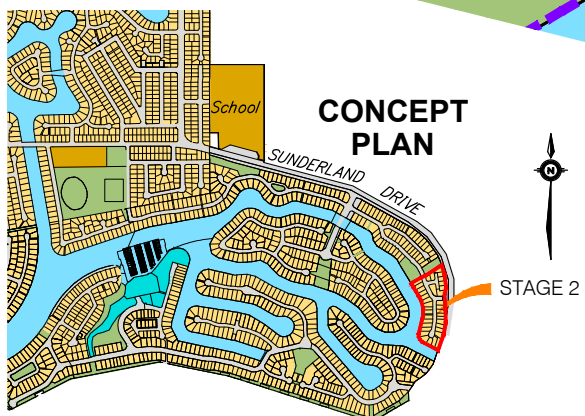 School
CONCEPT
PLAN
SUNDERLAND DRIVE
N
STAGE 2